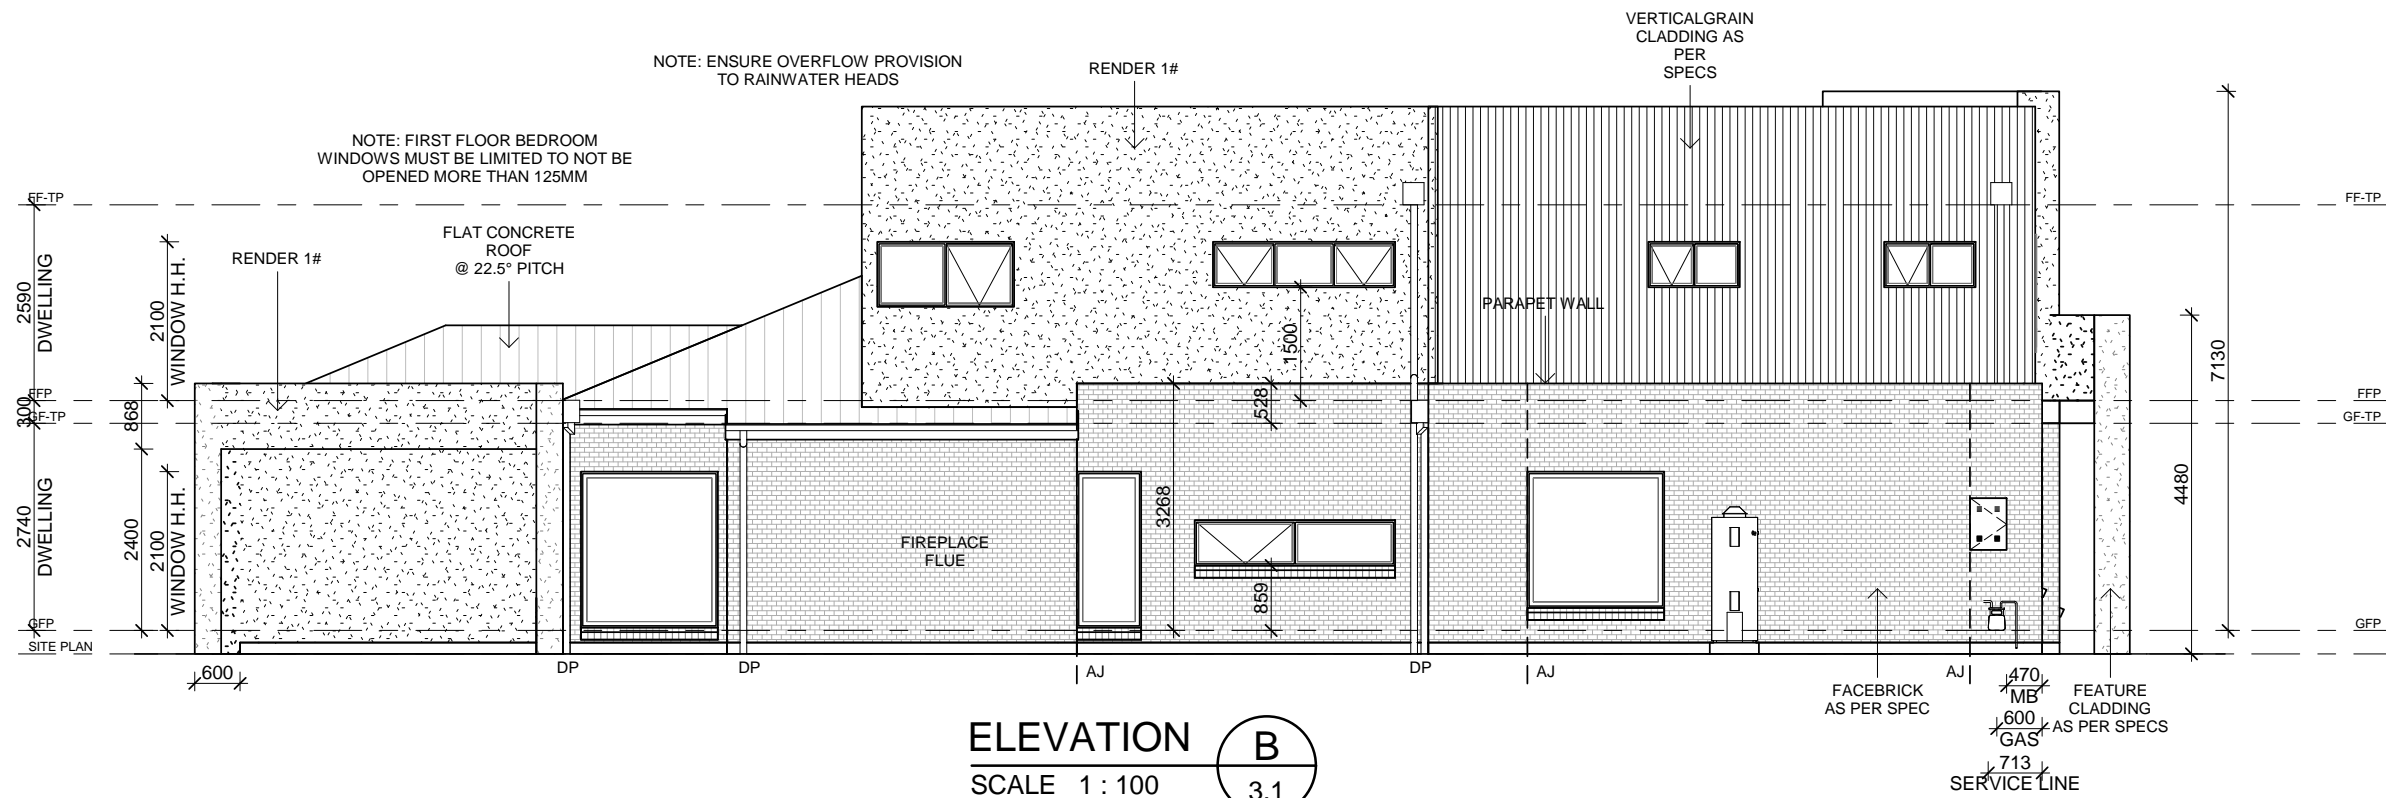 VERTICALGRAIN
CLADDING AS
PER
SPECS
NOTE: ENSURE OVERFLOW PROVISION
TO RAINWATER HEADS
RENDER 1#
NOTE: FIRST FLOOR BEDROOM
WINDOWS MUST BE LIMITED TO NOT BE
OPENED MORE THAN 125MM
FF-TP
FF-TP
FLAT CONCRETE
ROOF
@ 22.5° PITCH
RENDER 1#
2590
DWELLING
2100
WINDOW H.H.
PARAPET WALL
1500
7130
FFP
FFP
300
868
528
GF-TP
GF-TP
4480
2740
DWELLING
2400
2100
WINDOW H.H.
3268
FIREPLACE
FLUE
859
GFP
GFP
SITE PLAN
600
DP
DP
AJ
DP
AJ
AJ
470
MB
600
GAS
713
SERVICE LINE
FACEBRICK
AS PER SPEC
FEATURE
CLADDING
AS PER SPECS
ELEVATION
B
SCALE 1 : 100
3.1